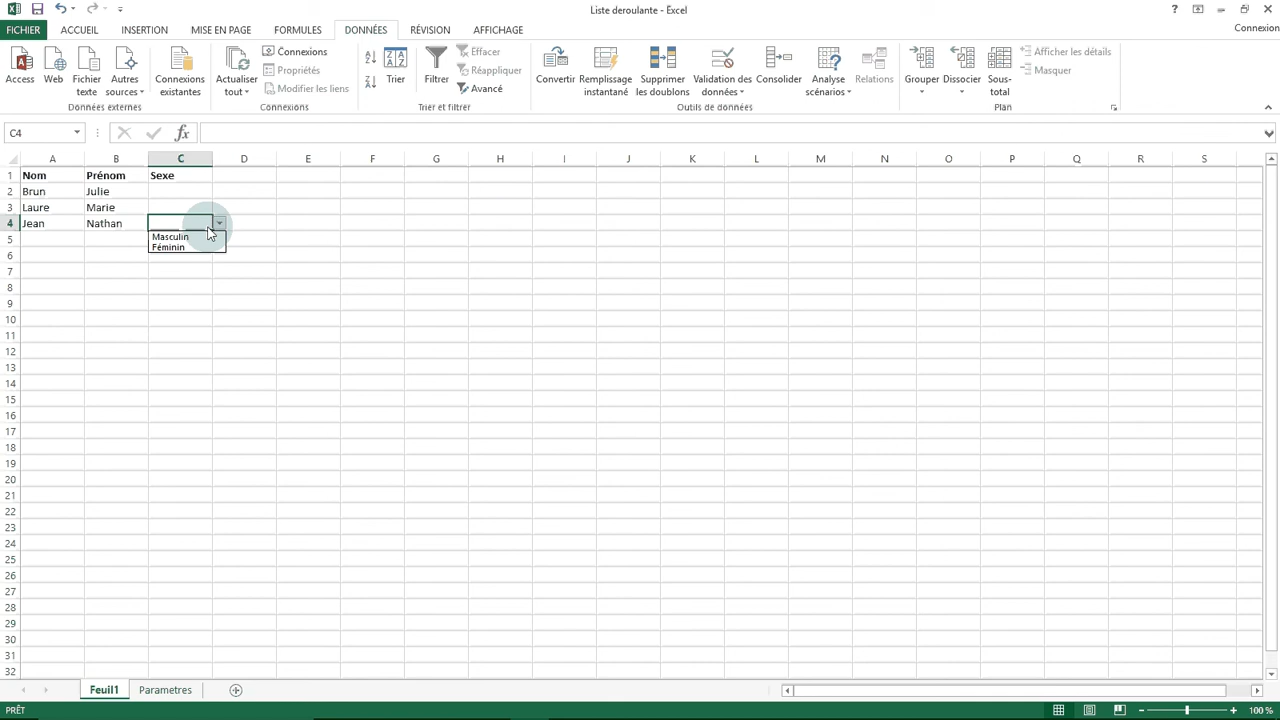 Liste deroulante - Excel
?
Connexion
FICHIER ACCUEIL INSERTION MISE EN PAGE FORMULES DONNÉES RÉVISION AFFICHAGE
Access
Web
Fichier texte
Autres sources
Connexions existantes
Données externes
Actualiser tout
Connexions
Propriétés
Modifier les liens
Connexions
Trier
Filtrer
Effacer
Réappliquer
Avancé
Trier et filtrer
Convertir
Remplissage instantané
Supprimer les doublons
Validation des données
Consolider
Analyse scénarios
Relations
Outils de données
Grouper
Dissocier
Sous-total
Afficher les détails
Masquer
Plan
C4
fx
A B C D E F G H I J K L M N O P Q R S
1 Nom Prénom Sexe
2 Brun Julie
3 Laure Marie
4 Jean Nathan
Masculin
Féminin
5
6
7
8
9
10
11
12
13
14
15
16
17
18
19
20
21
22
23
24
25
26
27
28
29
30
31
32
Feuil1 Parametres
PRÊT
100 %